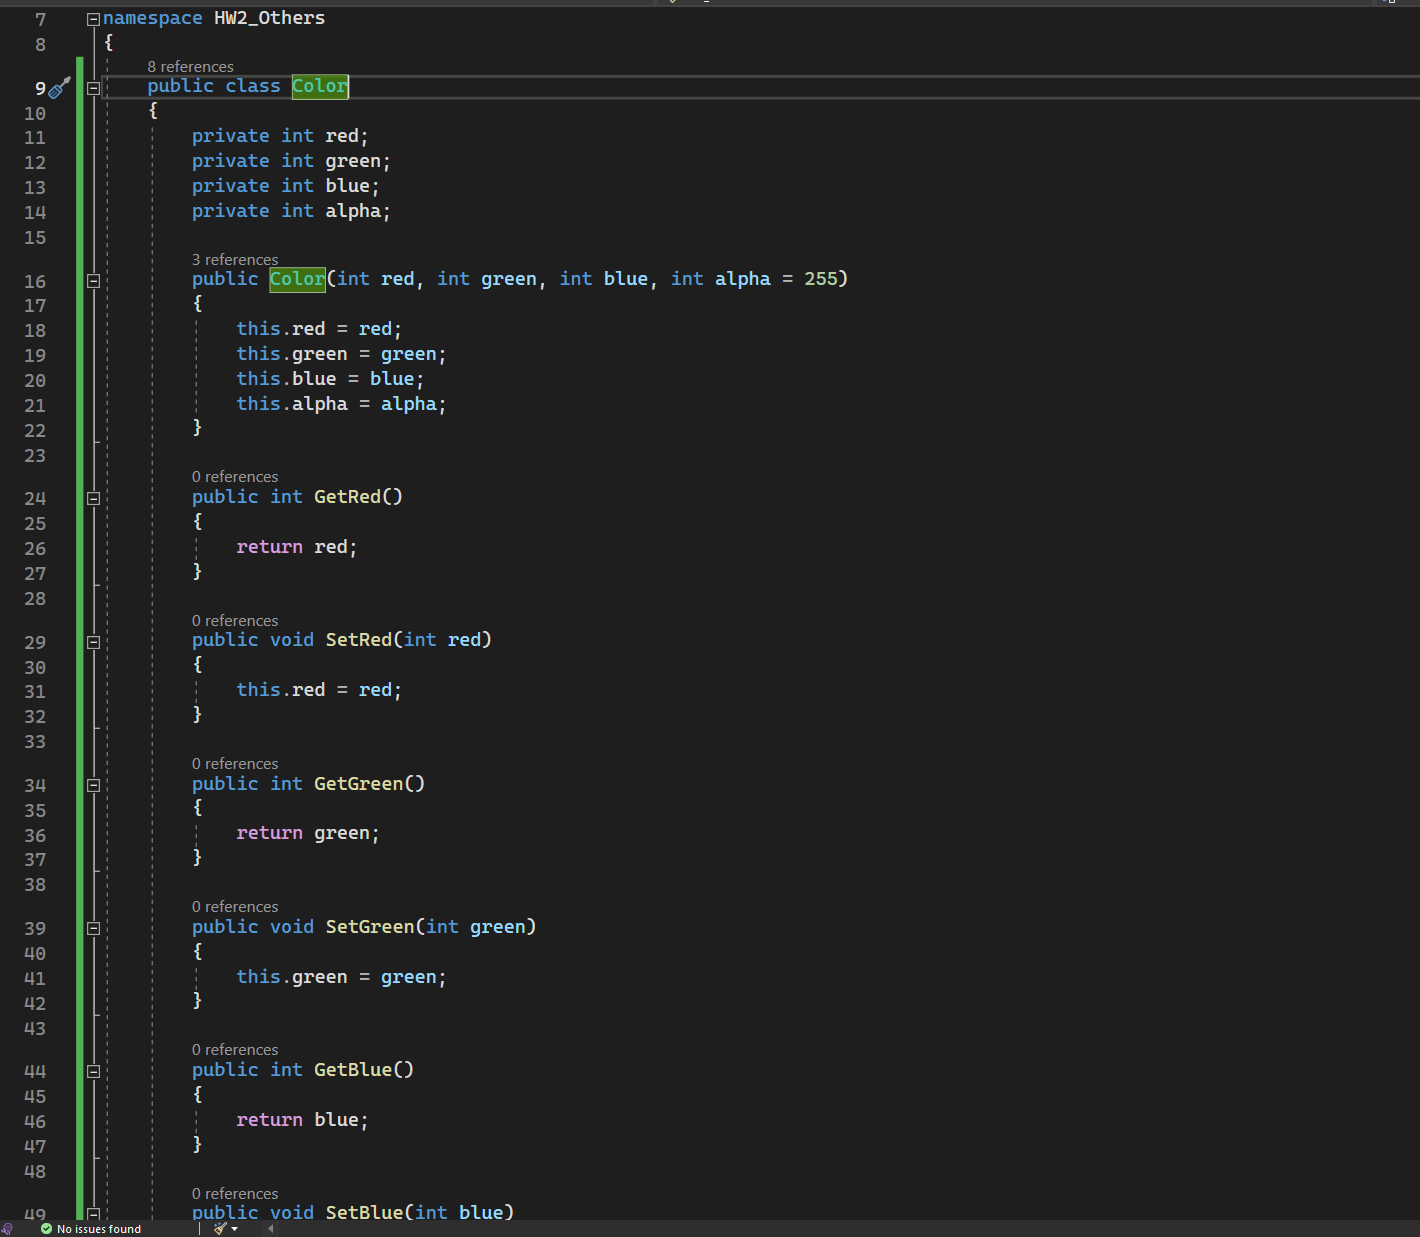 7 namespace HW2_Others
8 {
8 references
9 public class Color
10 {
11 private int red;
12 private int green;
13 private int blue;
14 private int alpha;
15
3 references
16 public Color(int red, int green, int blue, int alpha = 255)
17 {
18 this.red = red;
19 this.green = green;
20 this.blue = blue;
21 this.alpha = alpha;
22 }
23
0 references
24 public int GetRed()
25 {
26 return red;
27 }
28
0 references
29 public void SetRed(int red)
30 {
31 this.red = red;
32 }
33
0 references
34 public int GetGreen()
35 {
36 return green;
37 }
38
0 references
39 public void SetGreen(int green)
40 {
41 this.green = green;
42 }
43
0 references
44 public int GetBlue()
45 {
46 return blue;
47 }
48
0 references
49 public void SetBlue(int blue)
No issues found